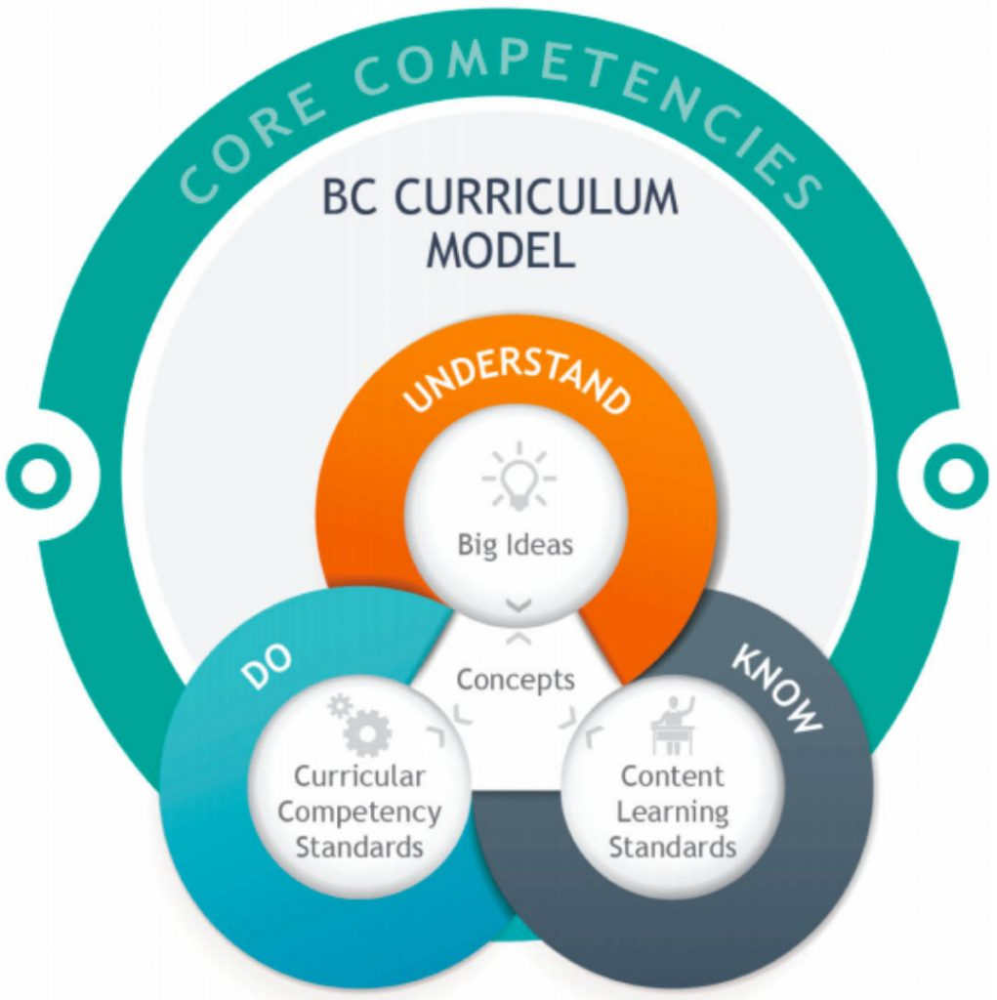 CORE COMPETENCIES
BC CURRICULUM
MODEL
UNDERSTAND
Big Ideas
Concepts
DO
Curricular
Competency
Standards
KNOW
Content
Learning
Standards